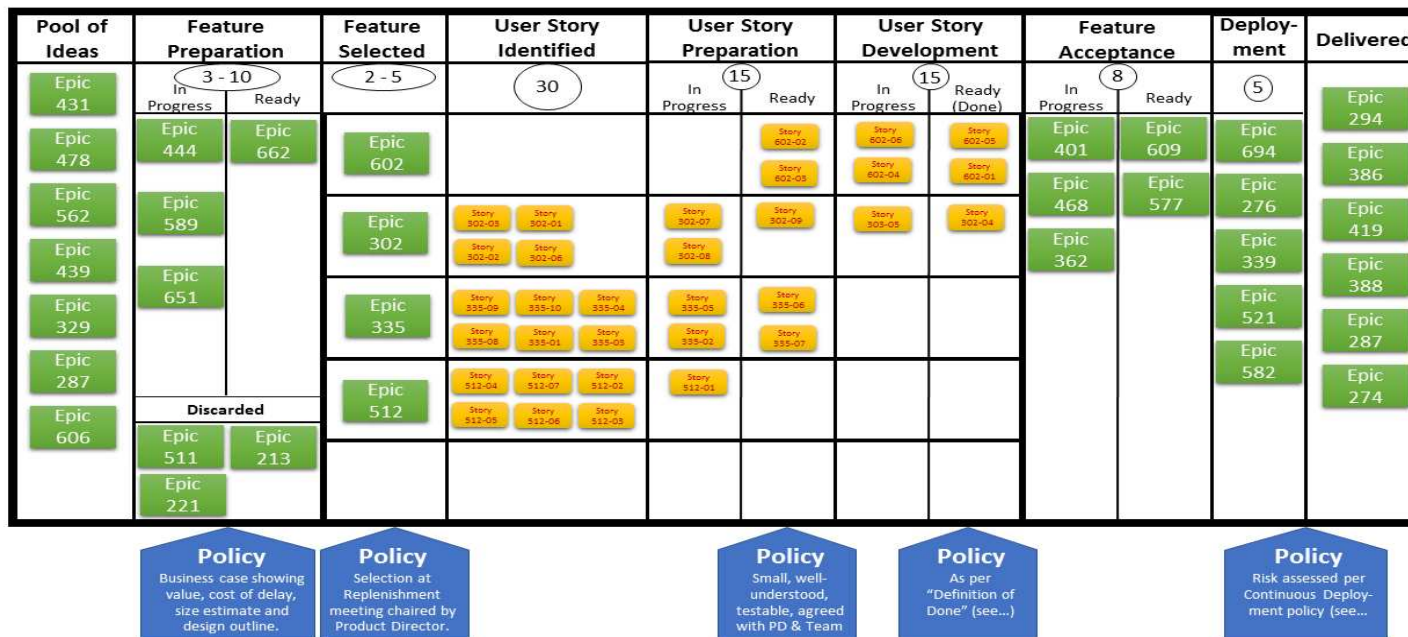 Pool of
Ideas
Feature
Preparation
Feature
Selected
User Story
Identified
User Story
Preparation
User Story
Development
Feature
Acceptance
Deploy-
ment
Delivered
3 - 10
In
Progress
Ready
2 - 5
30
15
In
Progress
Ready
15
In
Progress
Ready
(Done)
8
In
Progress
Ready
5
Epic
431
Epic
478
Epic
562
Epic
439
Epic
329
Epic
287
Epic
606
Epic
444
Epic
589
Epic
651
Epic
662
Discarded
Epic
511
Epic
213
Epic
221
Epic
602
Story
602-02
Story
602-03
Story
602-06
Story
602-04
Story
602-05
Story
602-01
Epic
302
Story
302-03
Story
302-01
Story
302-02
Story
302-06
Story
302-07
Story
302-08
Story
302-09
Story
303-05
Story
302-04
Epic
335
Story
335-09
Story
335-10
Story
335-04
Story
335-08
Story
335-01
Story
335-03
Story
335-05
Story
335-02
Story
335-06
Story
335-07
Epic
512
Story
512-04
Story
512-07
Story
512-02
Story
512-05
Story
512-06
Story
512-03
Story
512-01
Epic
401
Epic
468
Epic
362
Epic
609
Epic
577
Epic
694
Epic
276
Epic
339
Epic
521
Epic
582
Epic
294
Epic
386
Epic
419
Epic
388
Epic
287
Epic
274
Policy
Business case showing
value, cost of delay,
size estimate and
design outline.
Policy
Selection at
Replenishment
meeting chaired by
Product Director.
Policy
Small, well-
understood,
testable, agreed
with PD & Team
Policy
As per
“Definition of
Done” (see...)
Policy
Risk assessed per
Continuous Deploy-
ment policy (see...